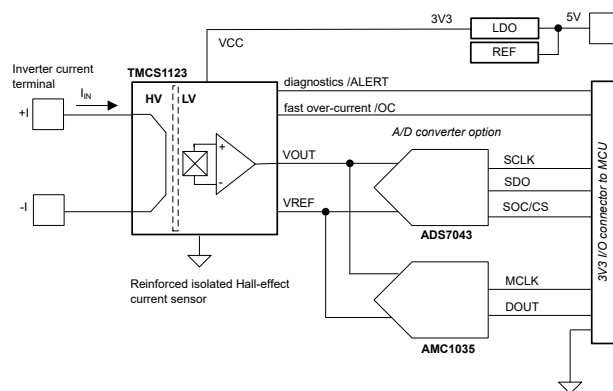 3V3
LDO
5V
REF
VCC
Inverter current
terminal
TMCS1123
I_IN
HV
LV
diagnostics /ALERT
fast over-current /OC
+I
A/D converter option
+
-
VOUT
SCLK
SDO
SOC/CS
-I
VREF
ADS7043
Reinforced isolated Hall-effect
current sensor
MCLK
DOUT
AMC1035
3V3 I/O connector to MCU